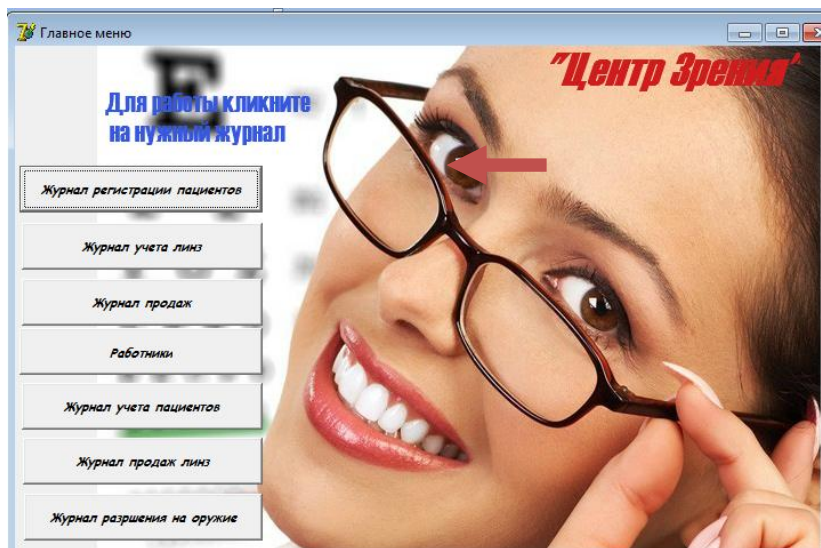 Главное меню
"Центр Зрения"
Для работы кликните
на нужный журнал
Журнал регистрации пациентов
Журнал учета линз
Журнал продаж
Работники
Журнал учета пациентов
Журнал продаж линз
Журнал разршения на оружие